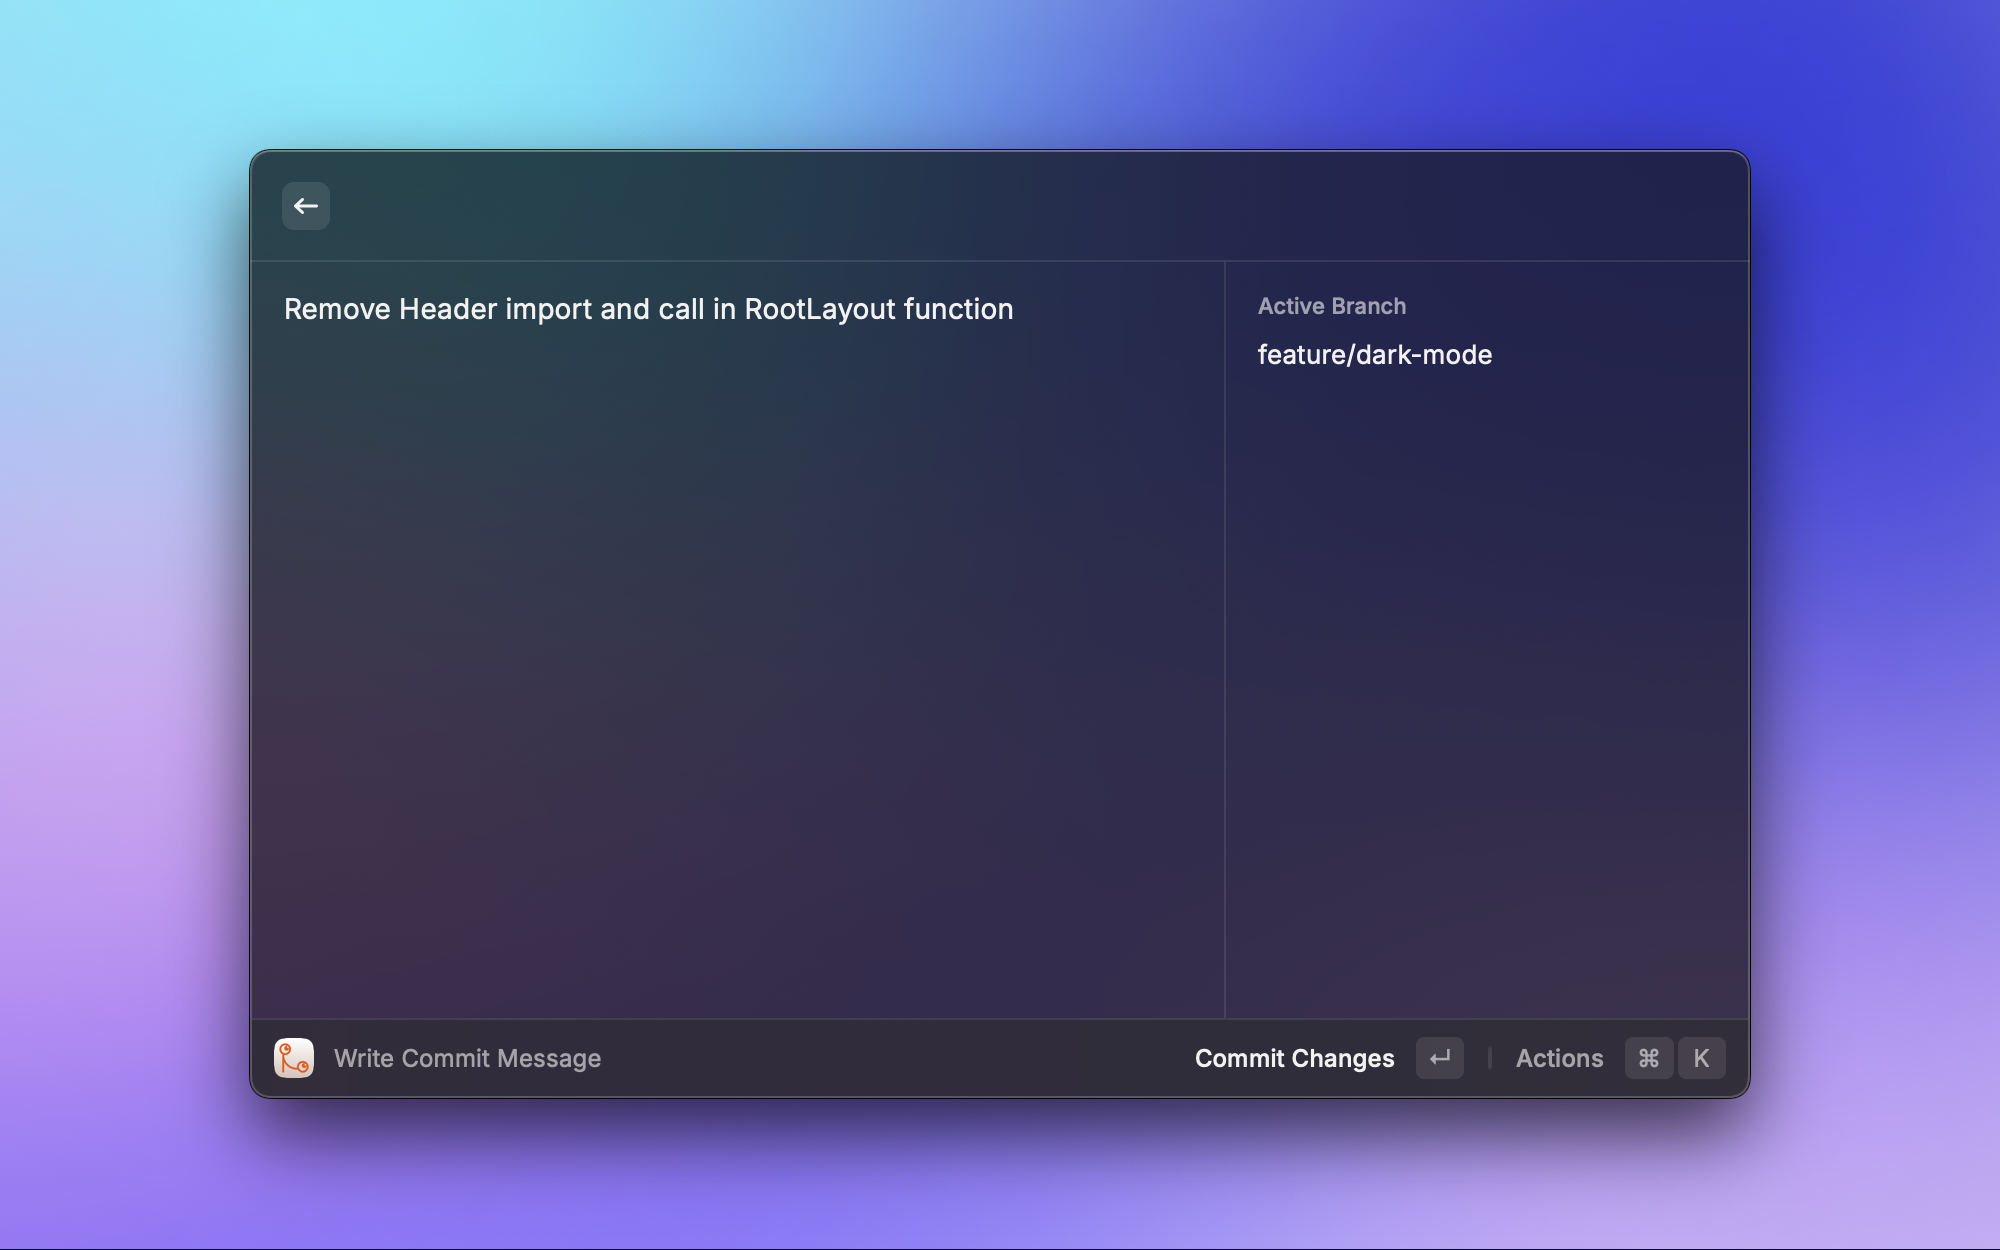 Remove Header import and call in RootLayout function
Active Branch
feature/dark-mode
Write Commit Message
Commit Changes ↵
Actions ⌘ K